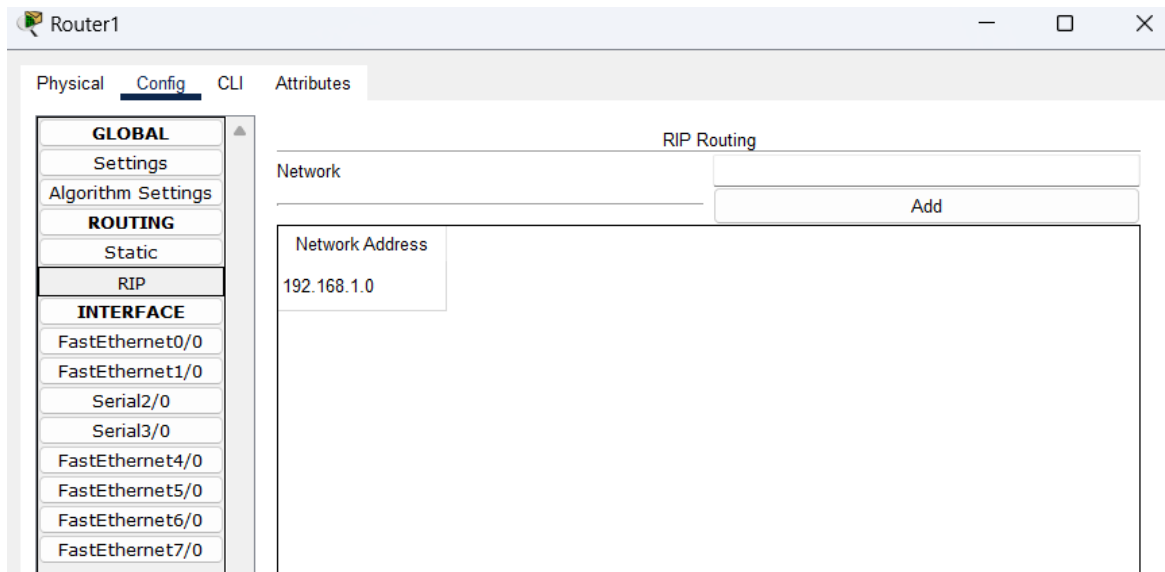 Router1
Physical Config CLI Attributes
GLOBAL
Settings
Algorithm Settings
ROUTING
Static
RIP
INTERFACE
FastEthernet0/0
FastEthernet1/0
Serial2/0
Serial3/0
FastEthernet4/0
FastEthernet5/0
FastEthernet6/0
FastEthernet7/0
RIP Routing
Network
Add
Network Address
192.168.1.0